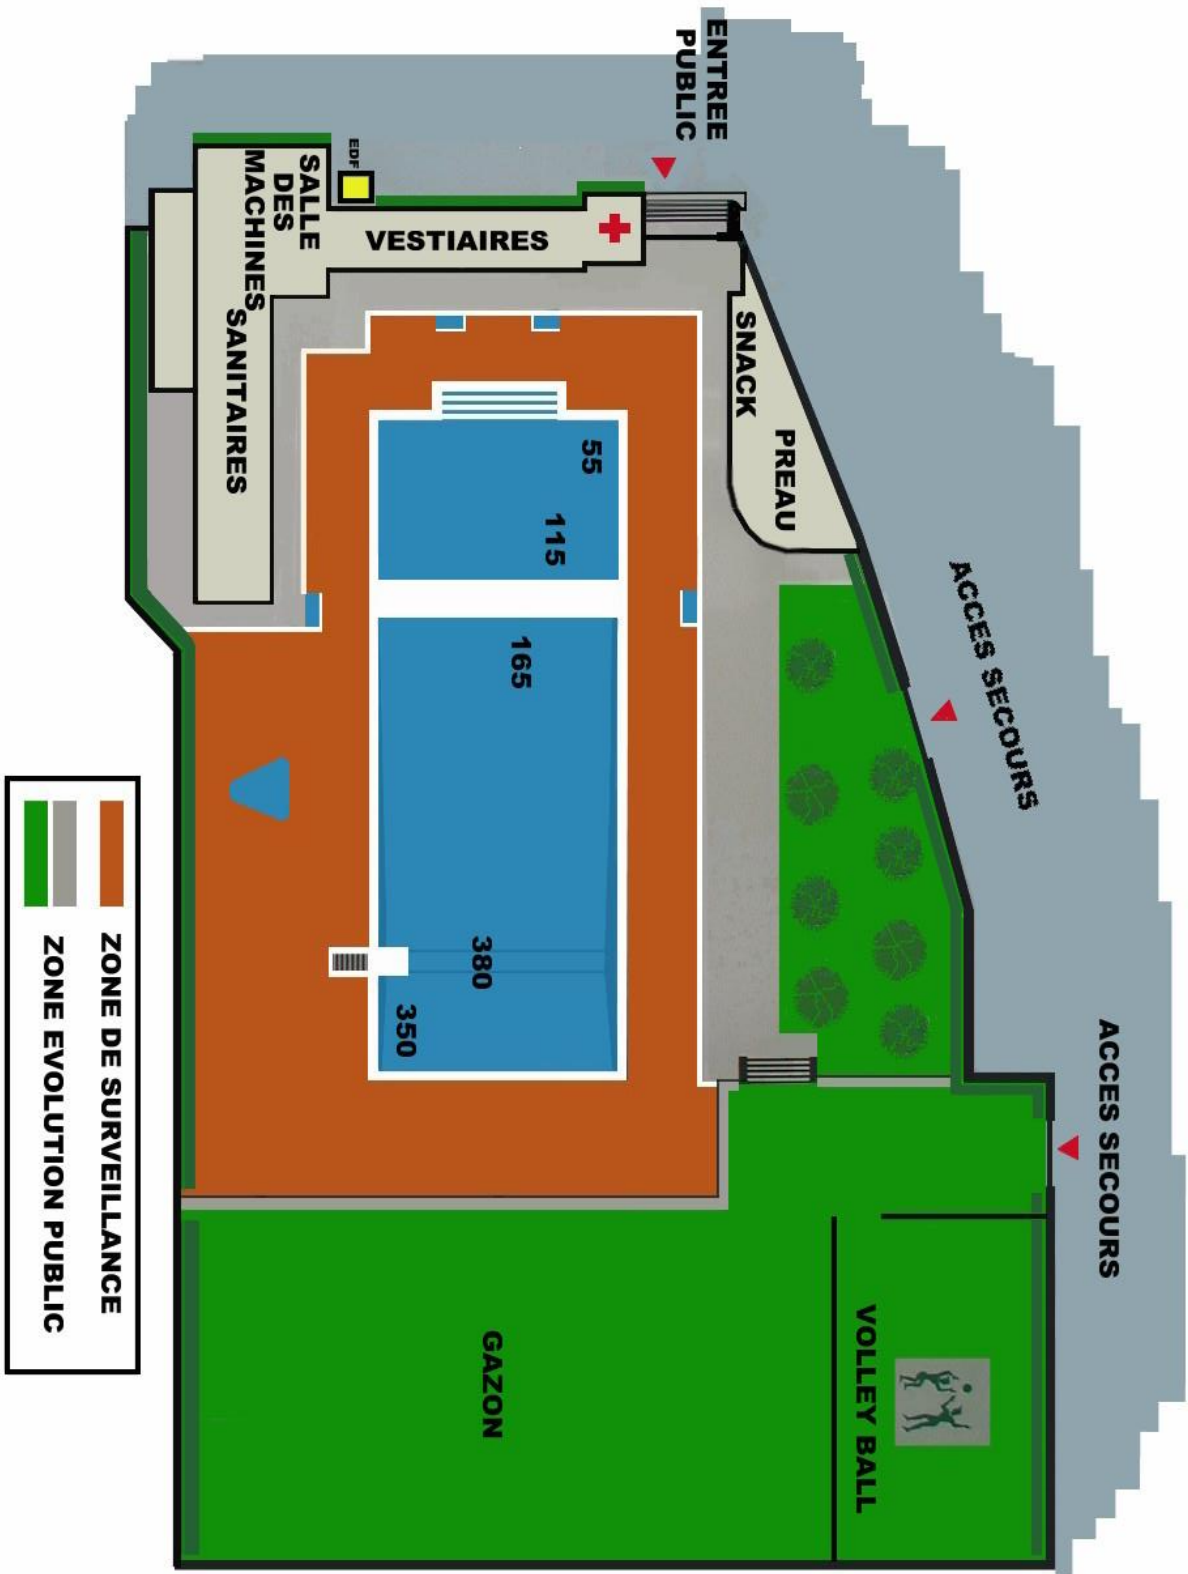 ENTREE
PUBLIC
EDF
SALLE
DES
MACHINES
VESTIAIRES
SANITAIRES
SNACK
PREAU
55
115
165
380
350
ACCES SECOURS
ACCES SECOURS
VOLLEY BALL
GAZON
ZONE DE SURVEILLANCE
ZONE EVOLUTION PUBLIC